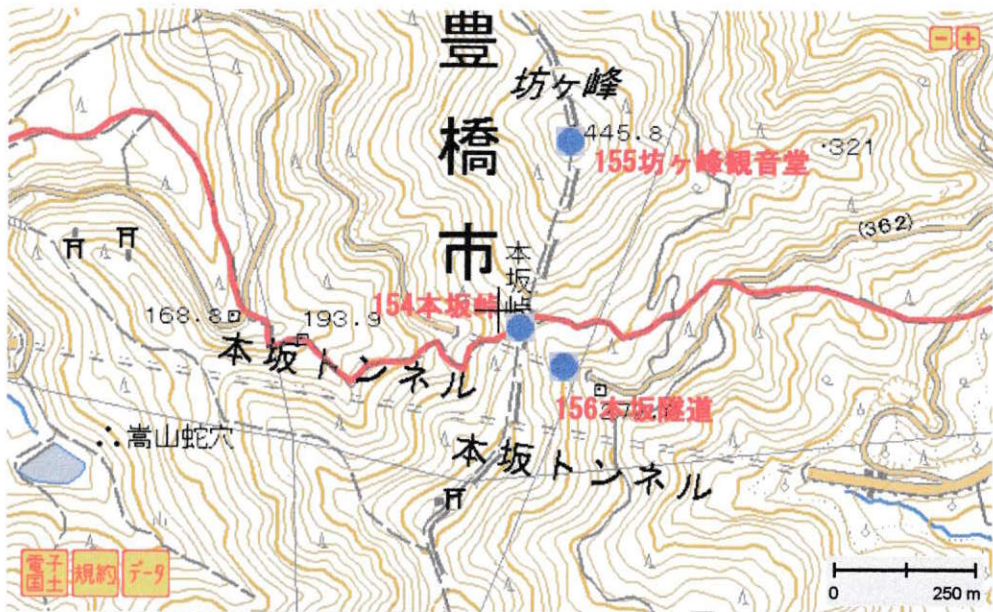 豊橋市
坊ヶ峰
445.8
155坊ヶ峰観音堂
・321
(362)
本坂峠
154本坂峠
168.8
193.9
本坂トンネル
156本坂隧道
本坂トンネル
嵩山蛇穴
電子国土
規約
データ
0 250 m